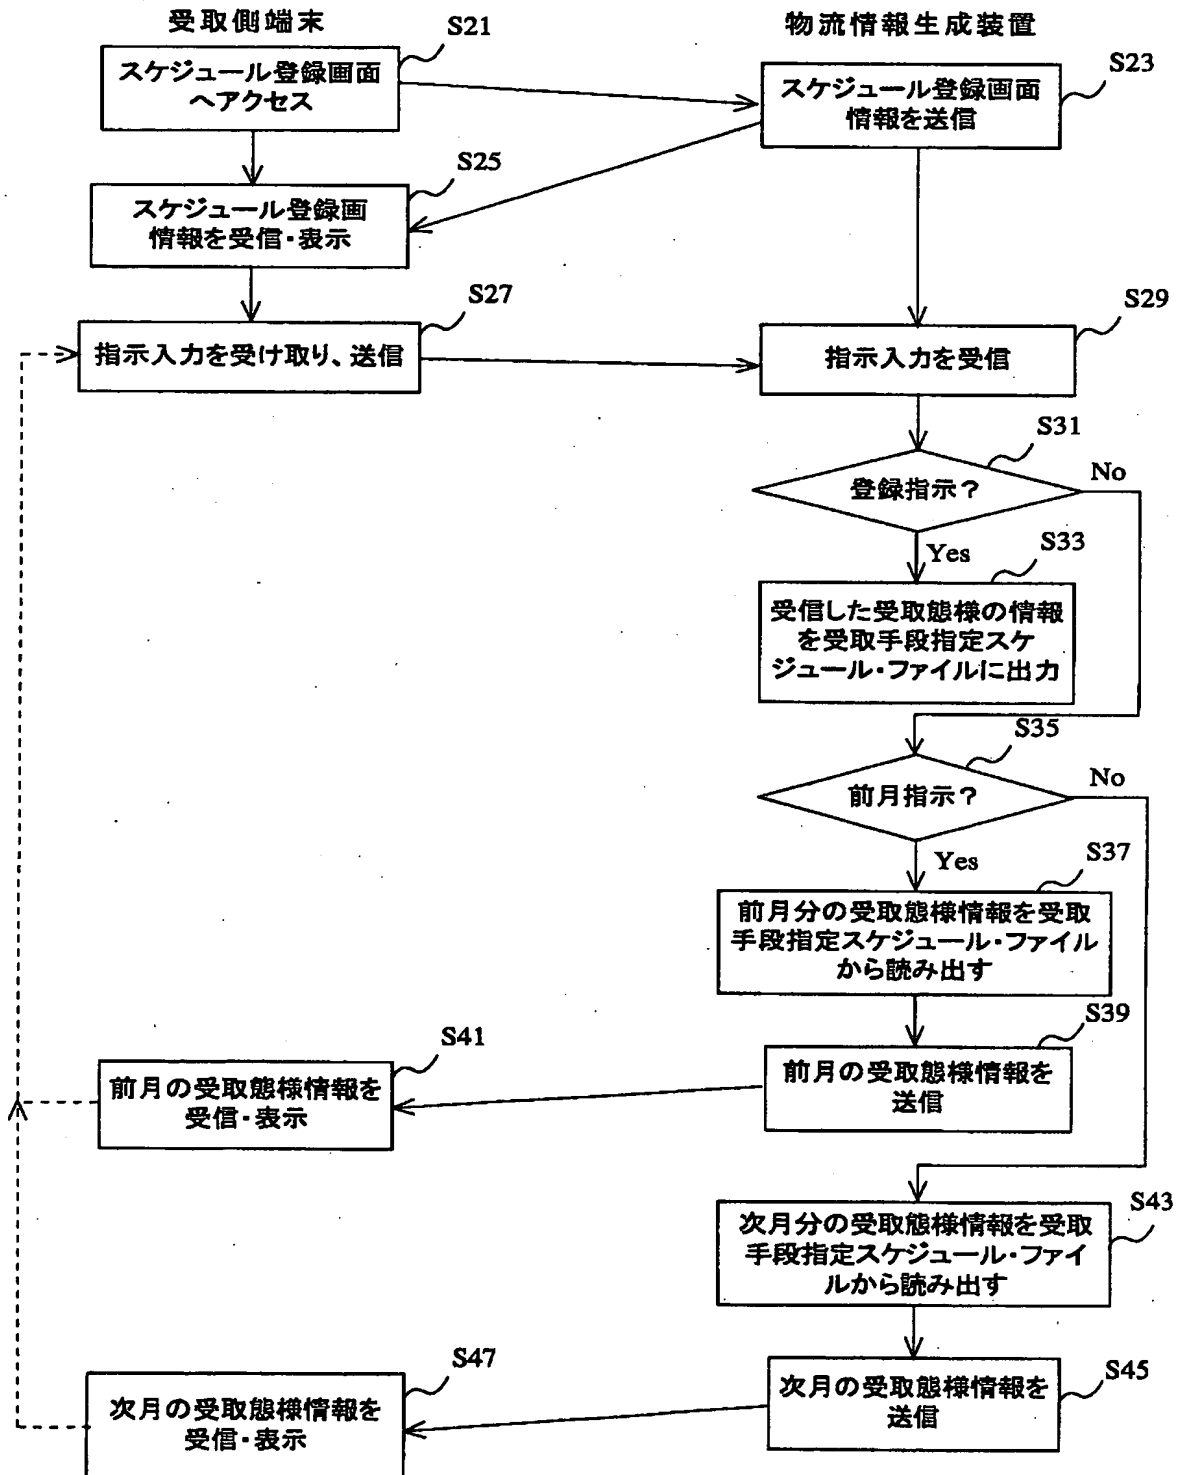 受取側端末
物流情報生成装置
S21
スケジュール登録画面
へアクセス
S23
スケジュール登録画面
情報を送信
S25
スケジュール登録画
情報を受信・表示
S27
指示入力を受け取り、送信
S29
指示入力を受信
S31
登録指示？
No
Yes
S33
受信した受取態様の情報
を受取手段指定スケ
ジュール・ファイルに出力
S35
前月指示？
No
Yes
S37
前月分の受取態様情報を受取
手段指定スケジュール・ファイル
から読み出す
S39
前月の受取態様情報を
送信
S41
前月の受取態様情報を
受信・表示
S43
次月分の受取態様情報を受取
手段指定スケジュール・ファイ
ルから読み出す
S45
次月の受取態様情報を
送信
S47
次月の受取態様情報を
受信・表示